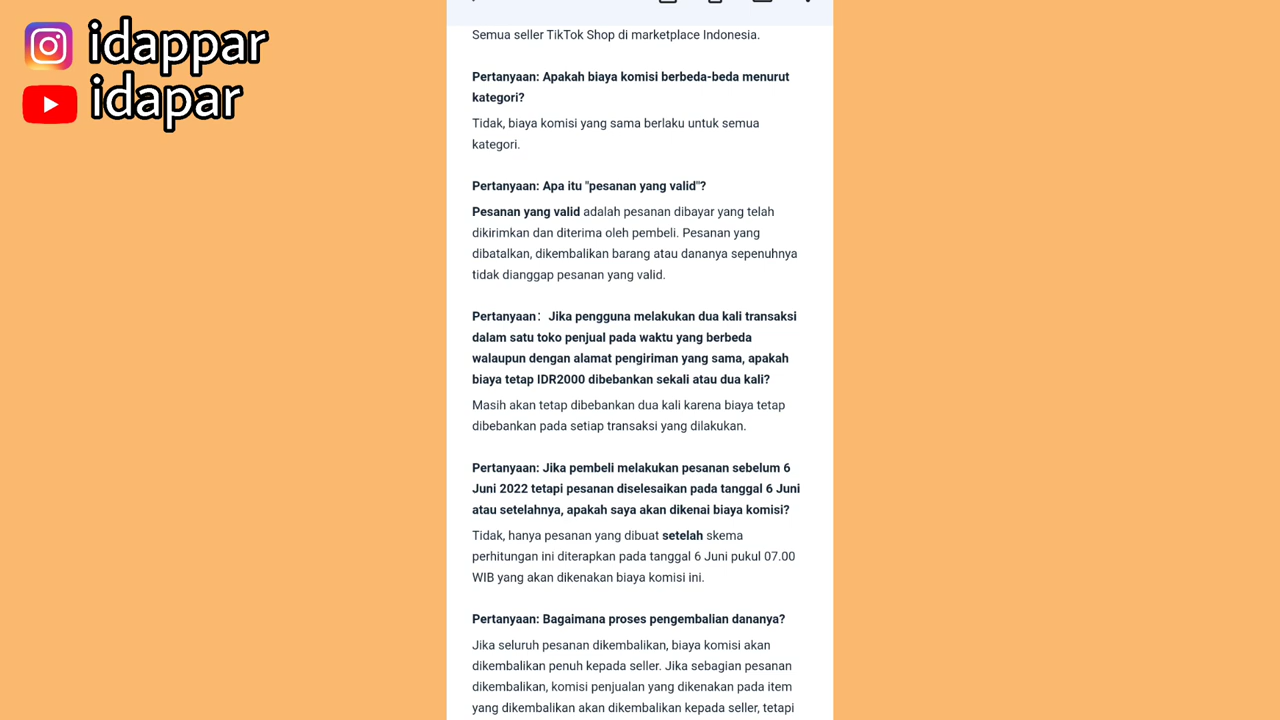 idappar
idapar
Semua seller TikTok Shop di marketplace Indonesia.
Pertanyaan: Apakah biaya komisi berbeda-beda menurut
kategori?
Tidak, biaya komisi yang sama berlaku untuk semua
kategori.
Pertanyaan: Apa itu "pesanan yang valid"?
Pesanan yang valid adalah pesanan dibayar yang telah
dikirimkan dan diterima oleh pembeli. Pesanan yang
dibatalkan, dikembalikan barang atau dananya sepenuhnya
tidak dianggap pesanan yang valid.
Pertanyaan： Jika pengguna melakukan dua kali transaksi
dalam satu toko penjual pada waktu yang berbeda
walaupun dengan alamat pengiriman yang sama, apakah
biaya tetap IDR2000 dibebankan sekali atau dua kali?
Masih akan tetap dibebankan dua kali karena biaya tetap
dibebankan pada setiap transaksi yang dilakukan.
Pertanyaan: Jika pembeli melakukan pesanan sebelum 6
Juni 2022 tetapi pesanan diselesaikan pada tanggal 6 Juni
atau setelahnya, apakah saya akan dikenai biaya komisi?
Tidak, hanya pesanan yang dibuat setelah skema
perhitungan ini diterapkan pada tanggal 6 Juni pukul 07.00
WIB yang akan dikenakan biaya komisi ini.
Pertanyaan: Bagaimana proses pengembalian dananya?
Jika seluruh pesanan dikembalikan, biaya komisi akan
dikembalikan penuh kepada seller. Jika sebagian pesanan
dikembalikan, komisi penjualan yang dikenakan pada item
yang dikembalikan akan dikembalikan kepada seller, tetapi